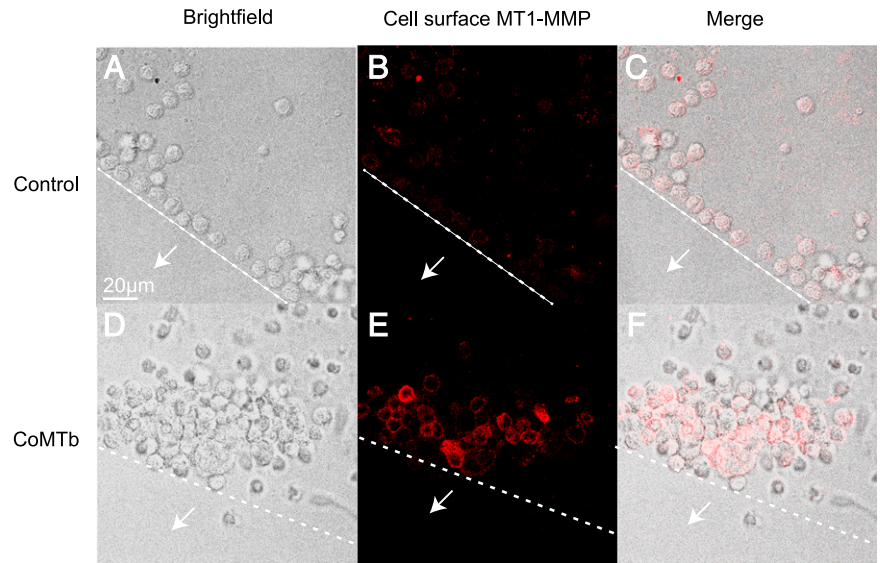 Brightfield
Cell surface MT1-MMP
Merge
Control
A
B
C
20µm
CoMTb
D
E
F